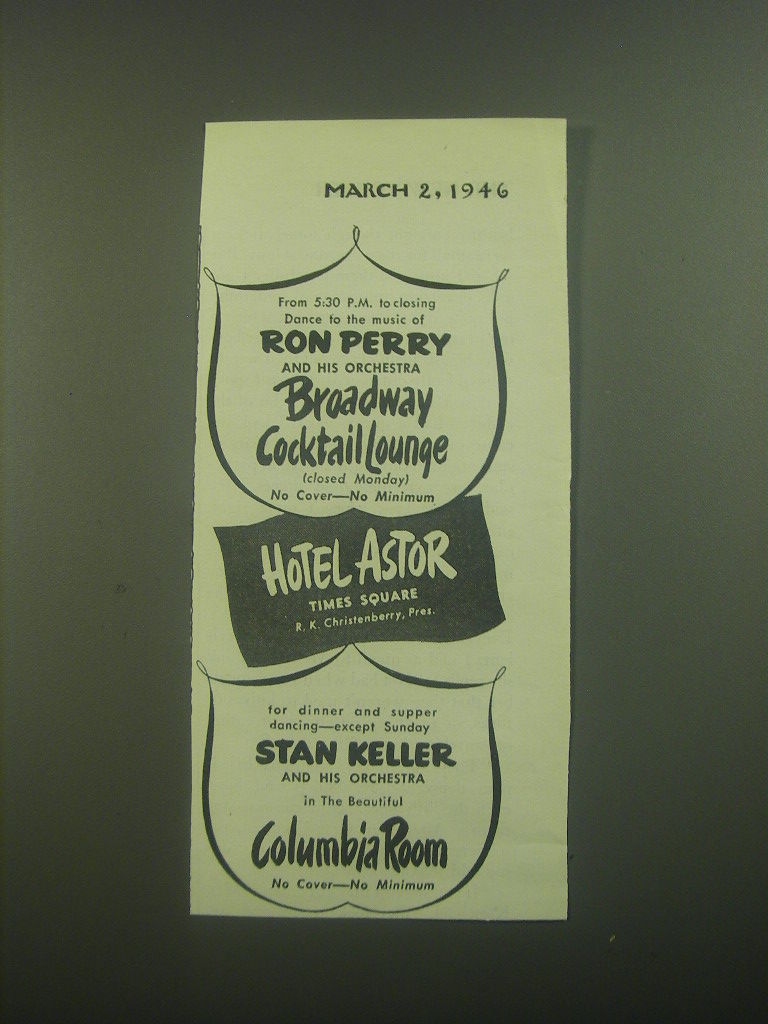 MARCH 2, 1946
From 5:30 P.M. to closing
Dance to the music of
RON PERRY
AND HIS ORCHESTRA
Broadway
Cocktail Lounge
(closed Monday)
No Cover—No Minimum
HOTEL ASTOR
TIMES SQUARE
R. K. Christenberry, Pres.
for dinner and supper
dancing—except Sunday
STAN KELLER
AND HIS ORCHESTRA
in The Beautiful
Columbia Room
No Cover—No Minimum